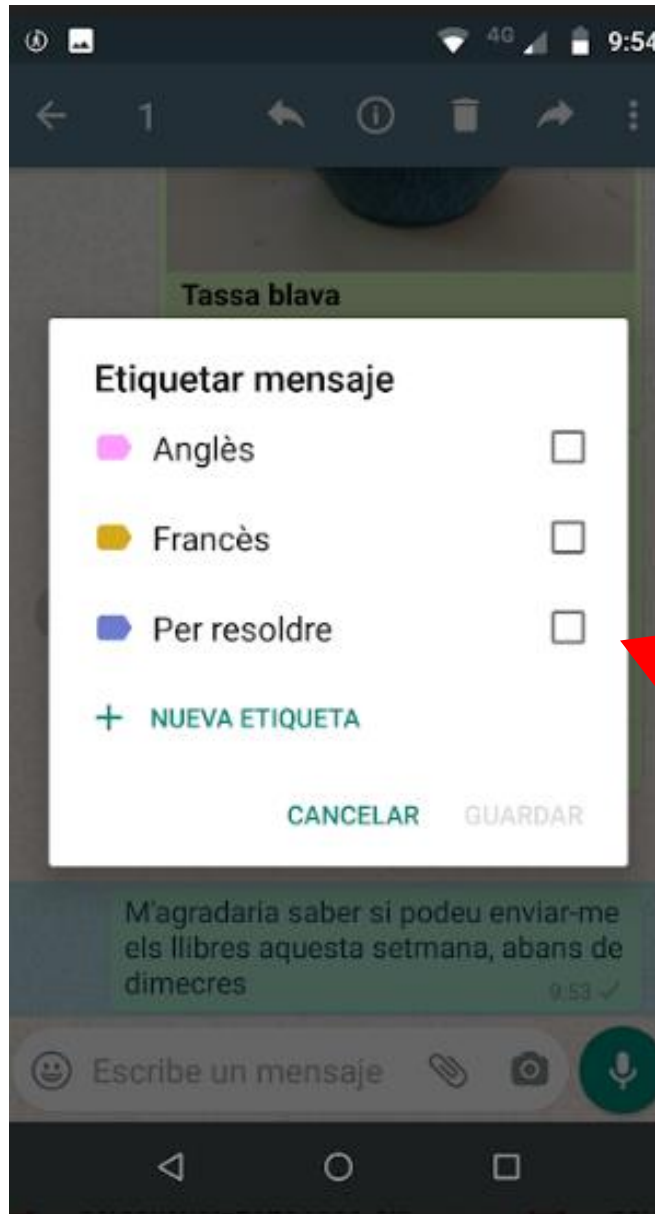 4G 9:54
1
Tassa blava
Etiquetar mensaje
Anglès
Francès
Per resoldre
+ NUEVA ETIQUETA
CANCELAR GUARDAR
M'agradaria saber si podeu enviar-me
els llibres aquesta setmana, abans de
dimecres
9:53
Escribe un mensaje